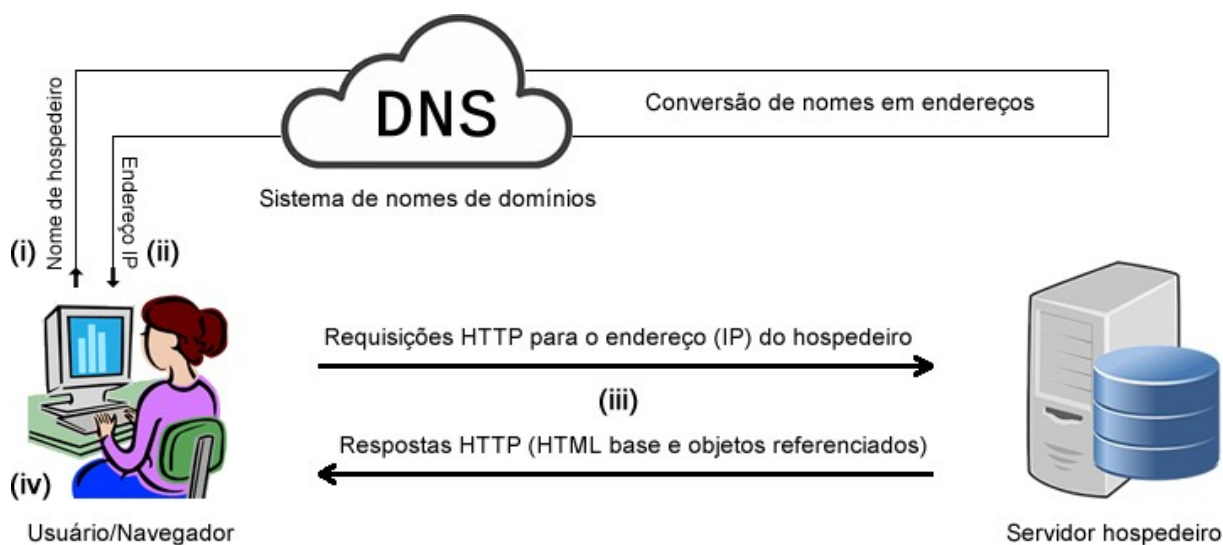 DNS
Conversão de nomes em endereços
Sistema de nomes de domínios
(i)
Nome de hospedeiro
Endereço IP
(ii)
Requisições HTTP para o endereço (IP) do hospedeiro
(iii)
Respostas HTTP (HTML base e objetos referenciados)
(iv)
Usuário/Navegador
Servidor hospedeiro